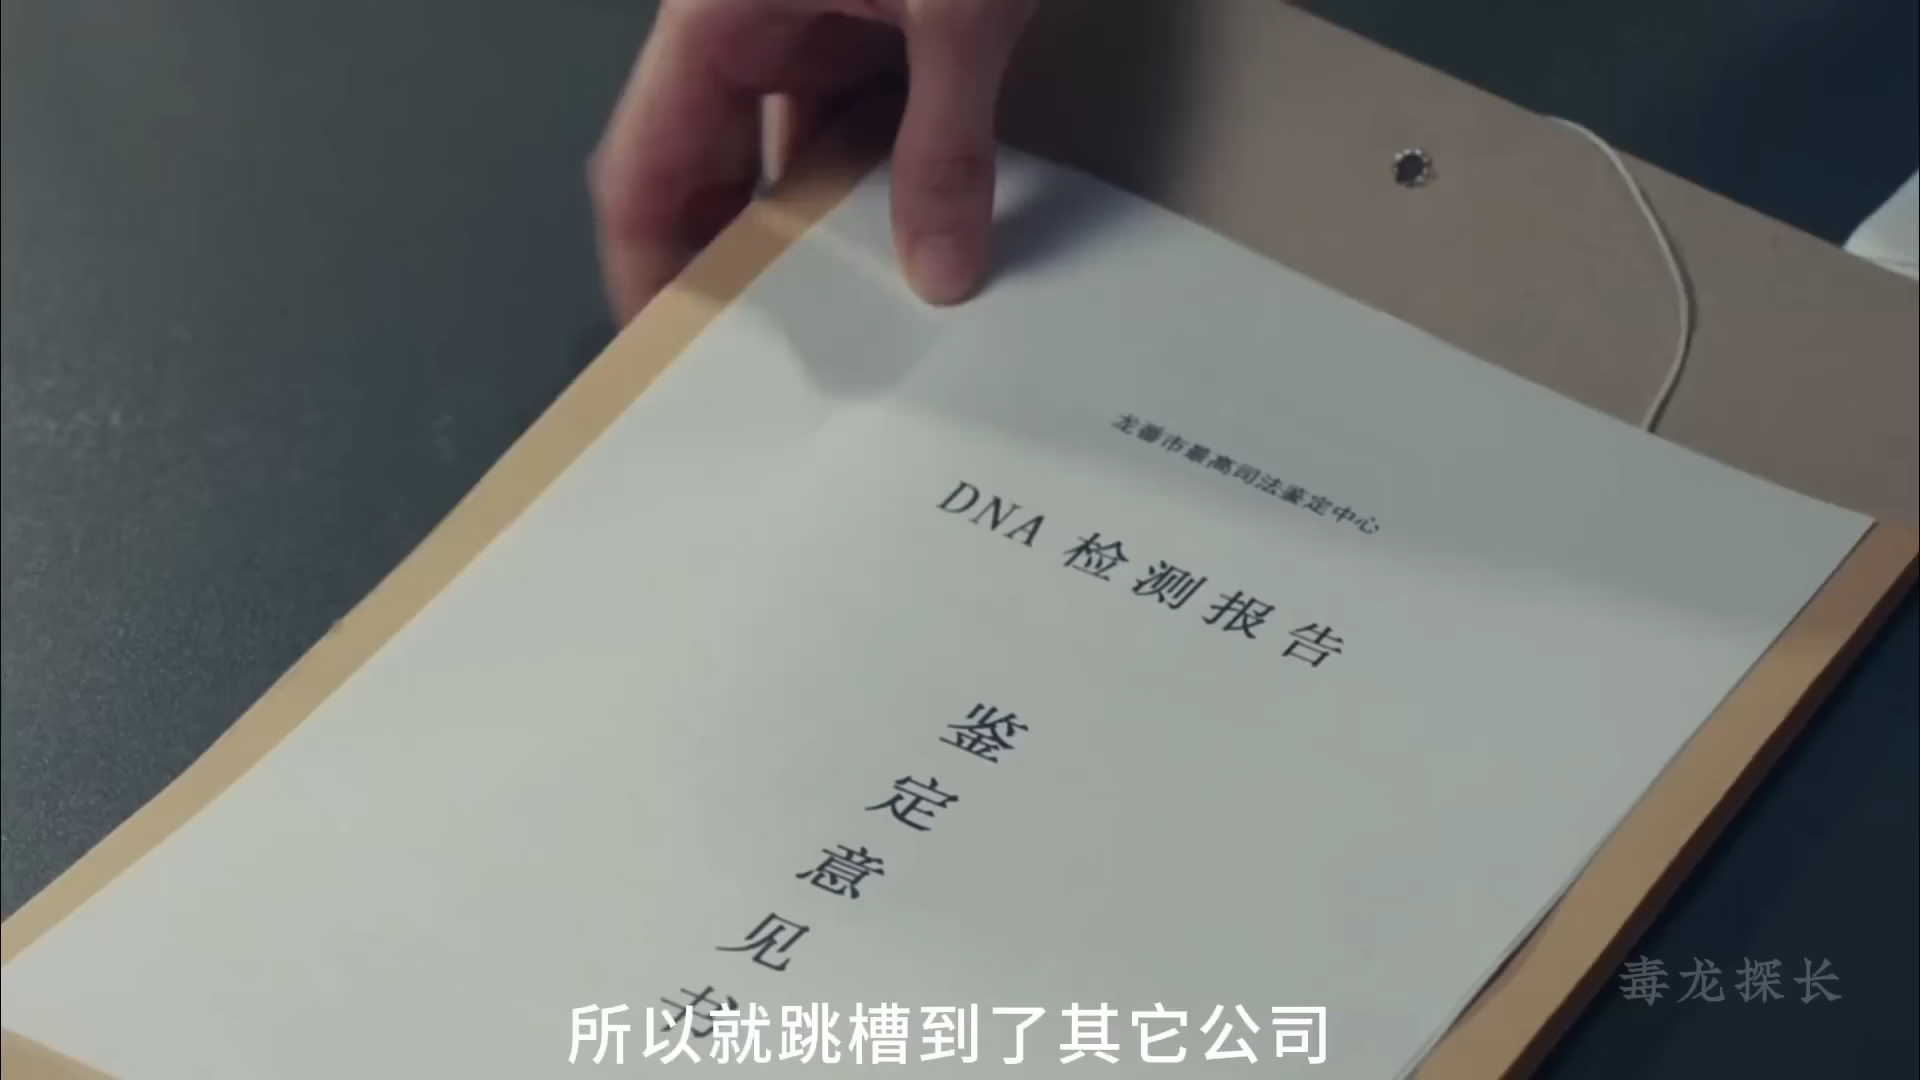 龙番市最高司法鉴定中心
DNA 检测报告
鉴定意见书
毒龙探长
所以就跳槽到了其它公司